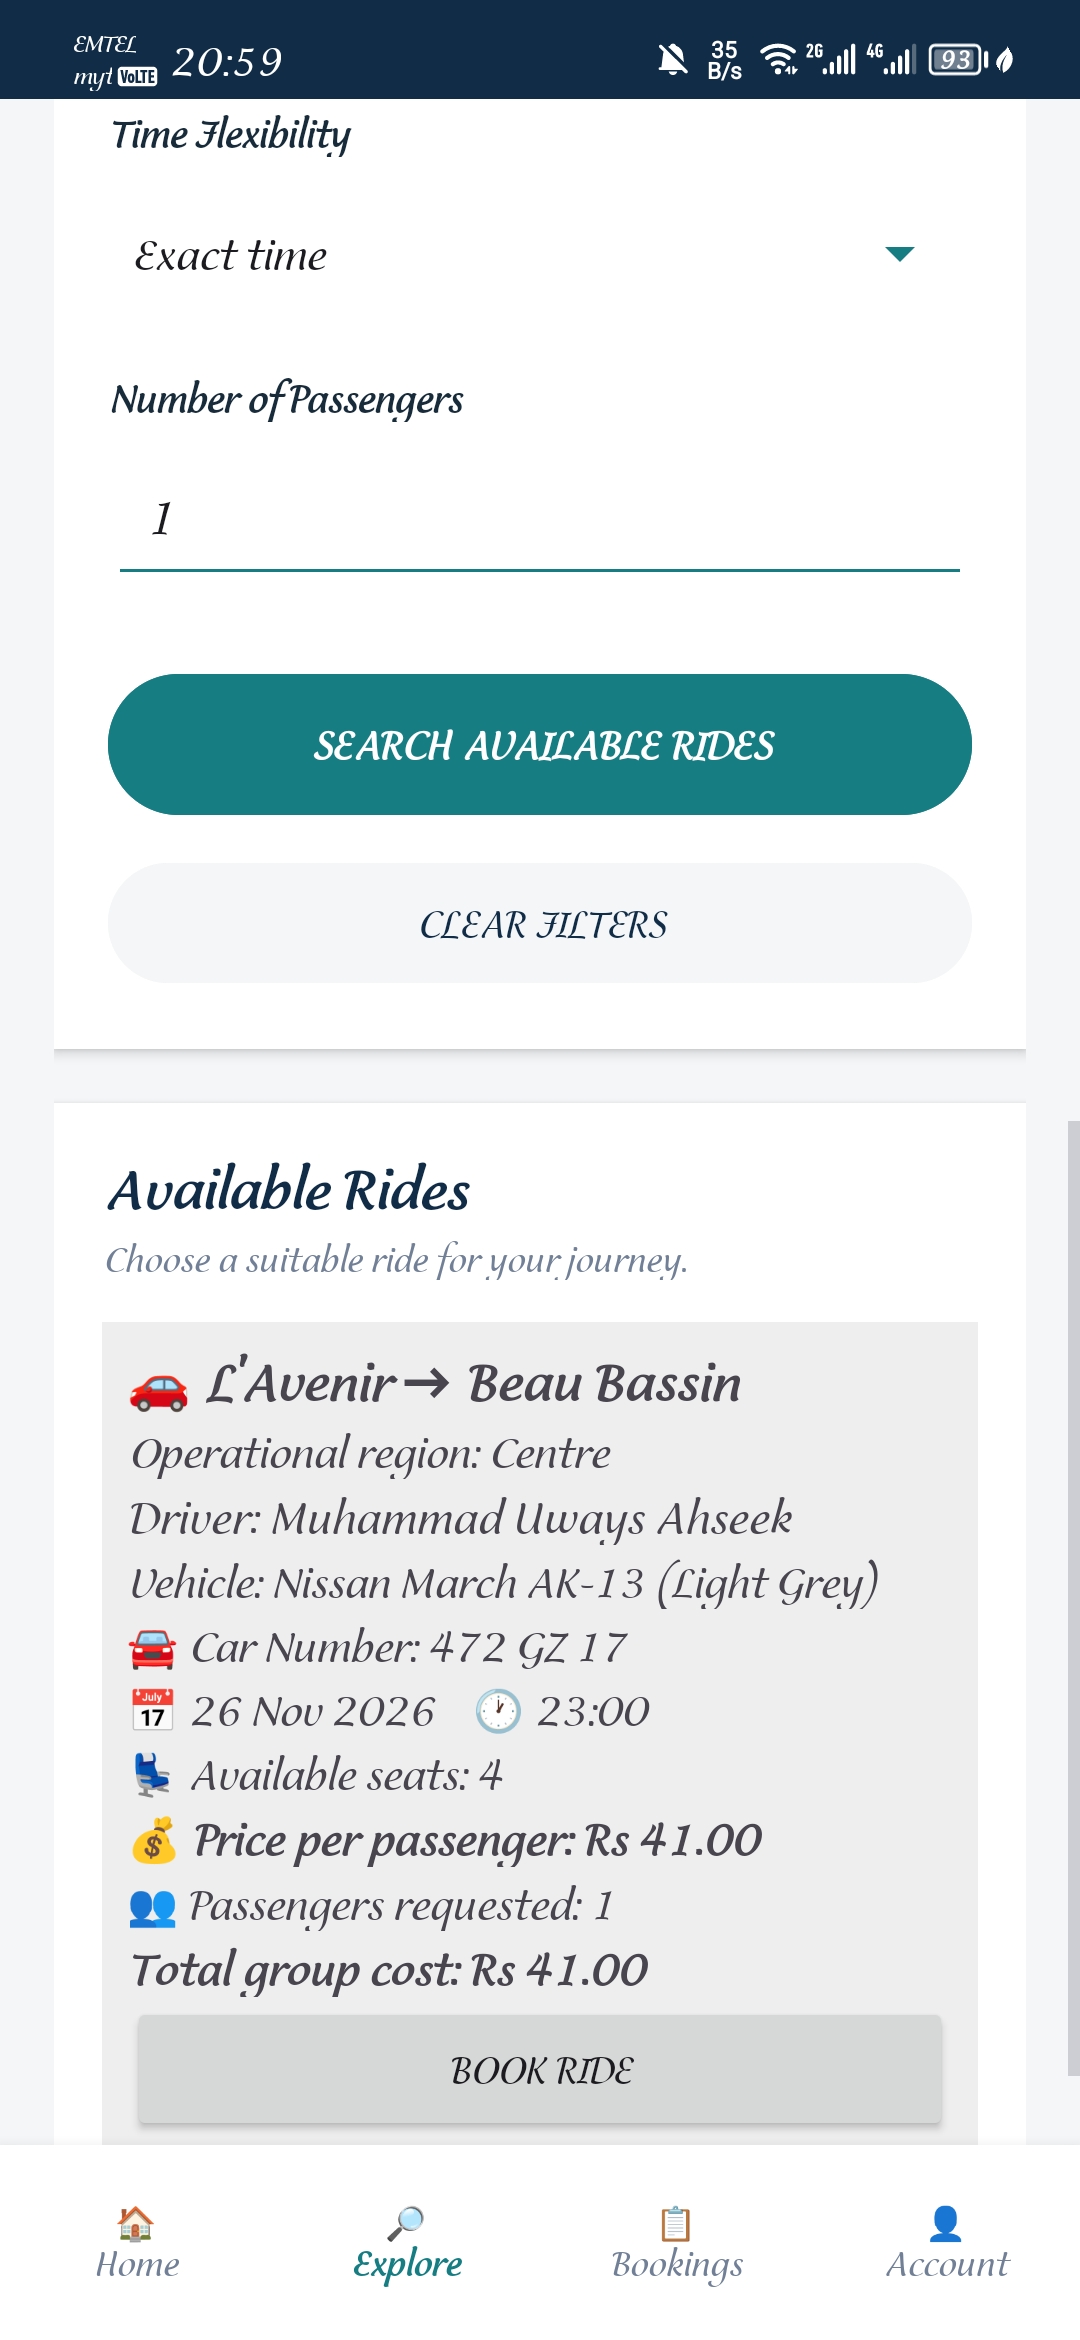 EMTEL
myt VoLTE 20:59 35 B/s 2G 4G 93
Time Flexibility
Exact time
Number of Passengers
1
SEARCH AVAILABLE RIDES
CLEAR FILTERS
Available Rides
Choose a suitable ride for your journey.
🚗 L'Avenir → Beau Bassin
Operational region: Centre
Driver: Muhammad Uways Ahseek
Vehicle: Nissan March AK-13 (Light Grey)
🚘 Car Number: 472 GZ 17
📅 26 Nov 2026 🕐 23:00
💺 Available seats: 4
💰 Price per passenger: Rs 41.00
👥 Passengers requested: 1
Total group cost: Rs 41.00
BOOK RIDE
Home Explore Bookings Account